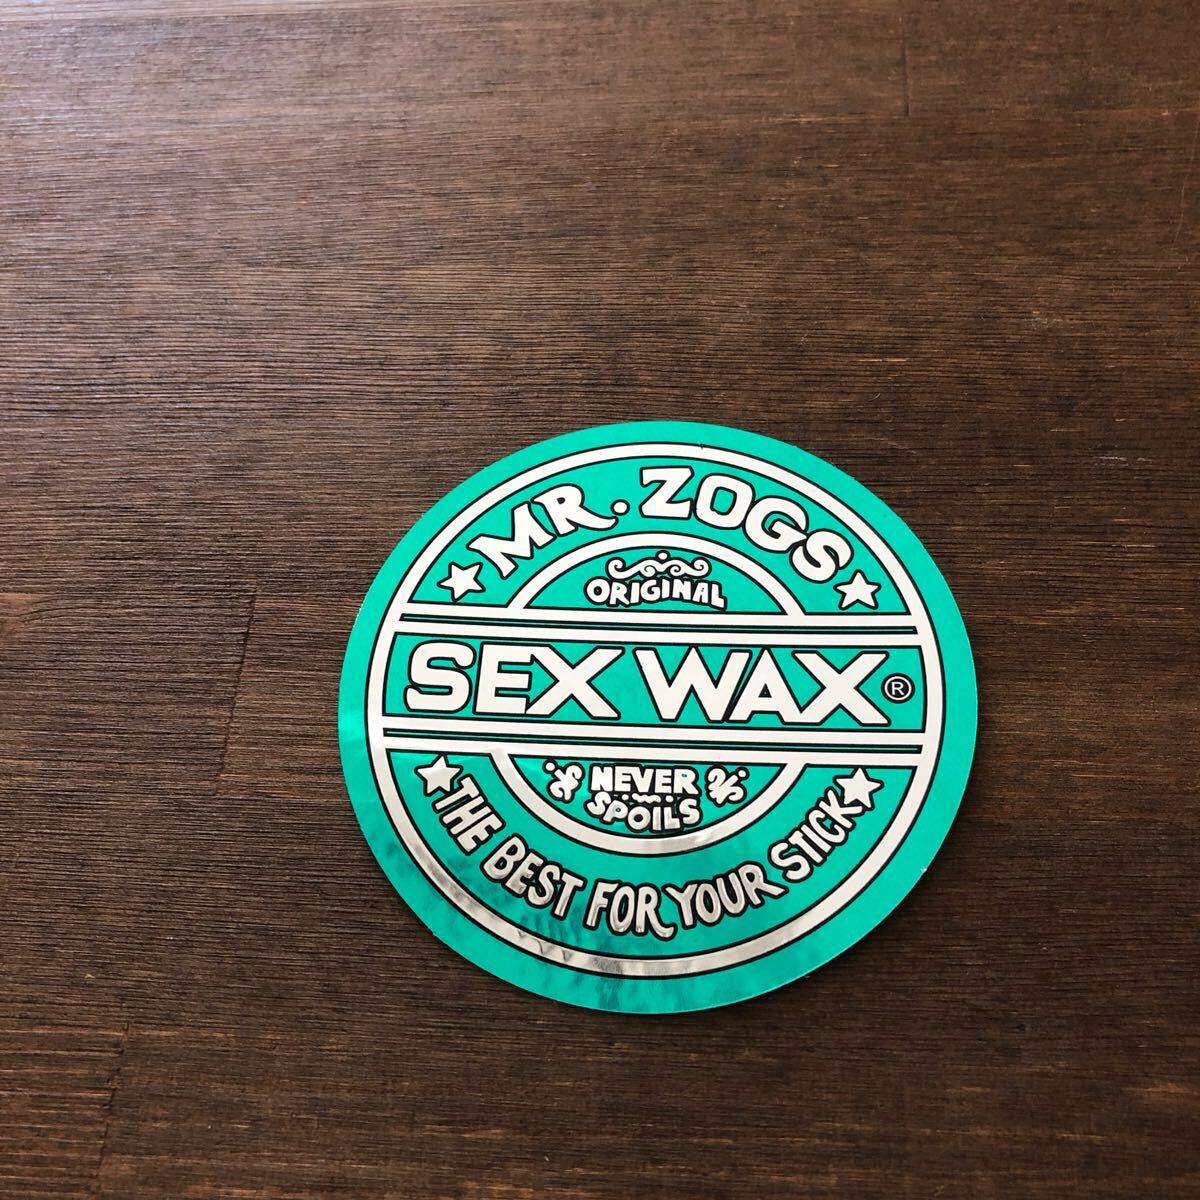 MR. ZOGS
ORIGINAL
SEX WAX ®
NEVER
SPOILS
THE BEST FOR YOUR STICK